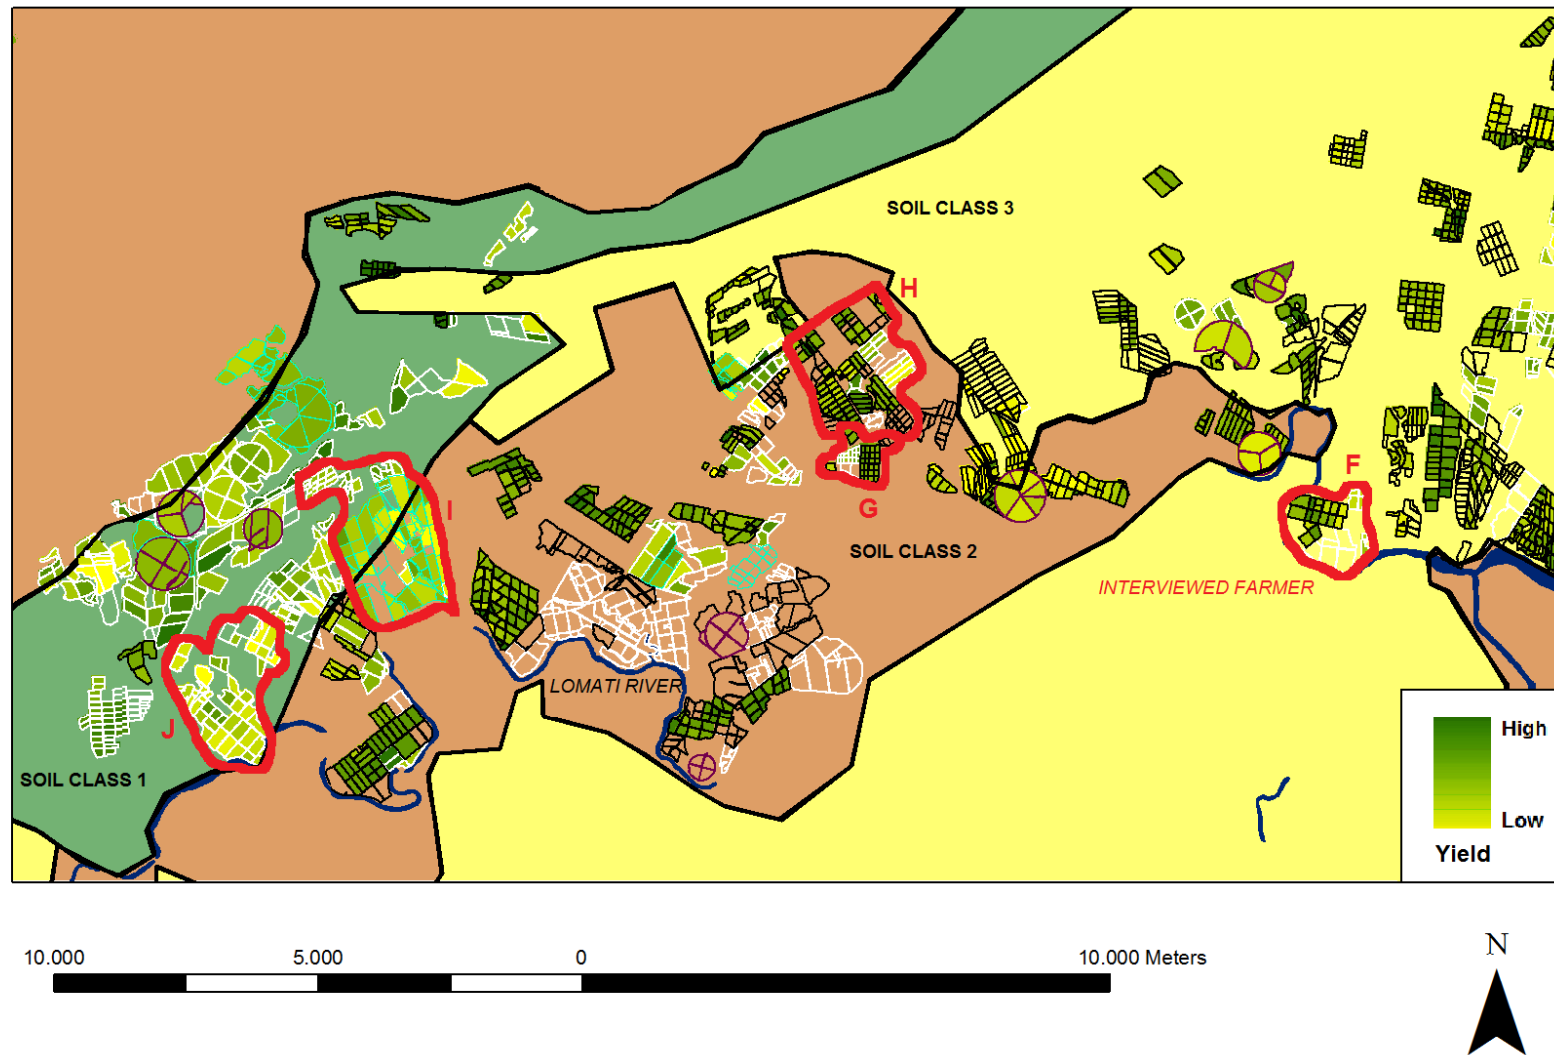 SOIL CLASS 3
H
F
I
G
SOIL CLASS 2
INTERVIEWED FARMER
LOMATI RIVER
J
SOIL CLASS 1
High
Low
Yield
10.000 5.000 0 10.000 Meters
N